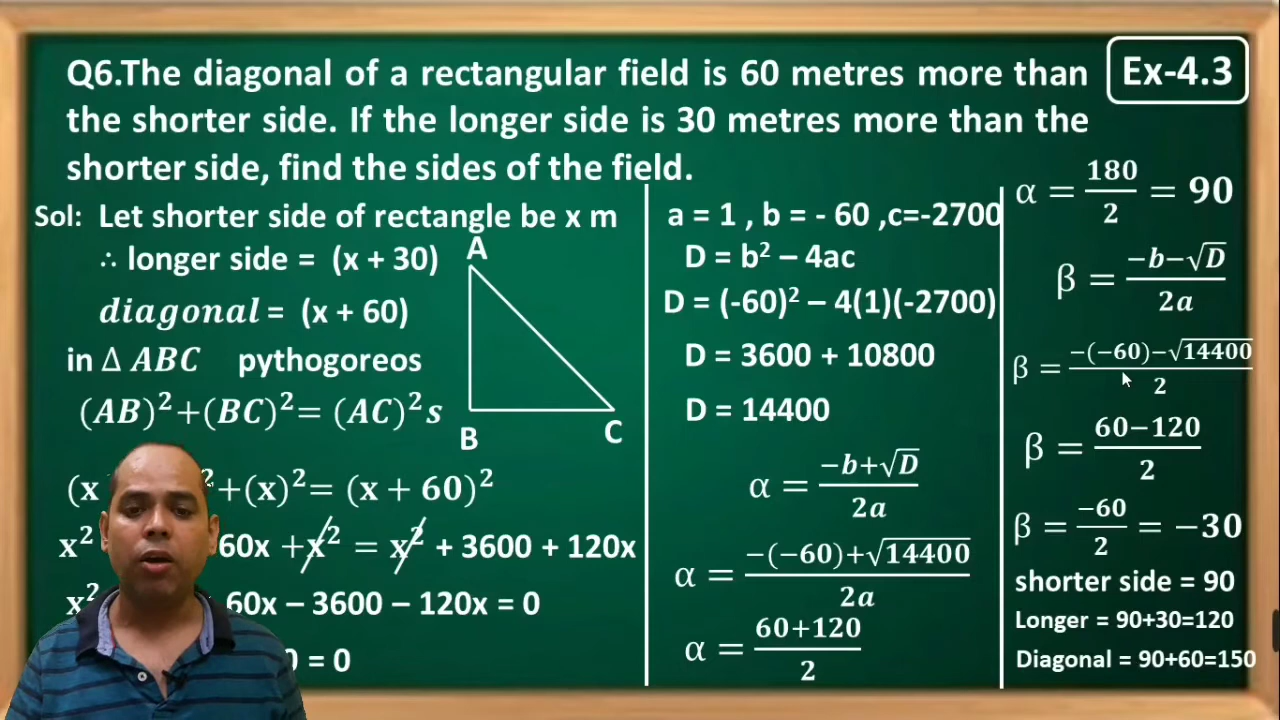 Q6.The diagonal of a rectangular field is 60 metres more than
the shorter side. If the longer side is 30 metres more than the
shorter side, find the sides of the field.
Ex-4.3
Sol: Let shorter side of rectangle be x m
∴ longer side = (x + 30)
diagonal = (x + 60)
in Δ ABC pythogoreos
(AB)²+(BC)²= (AC)²s
A
B
C
(x ² +(x)²= (x + 60)²
x² 60x +x² = x² + 3600 + 120x
x² 60x – 3600 – 120x = 0
0 = 0
a = 1 , b = - 60 ,c=-2700
D = b² – 4ac
D = (-60)² – 4(1)(-2700)
D = 3600 + 10800
D = 14400
α = (−b+√D)/2a
α = (−(−60)+√14400)/2a
α = (60+120)/2
α = 180/2 = 90
β = (−b−√D)/2a
β = (−(−60)−√14400)/2
β = (60−120)/2
β = −60/2 = −30
shorter side = 90
Longer = 90+30=120
Diagonal = 90+60=150